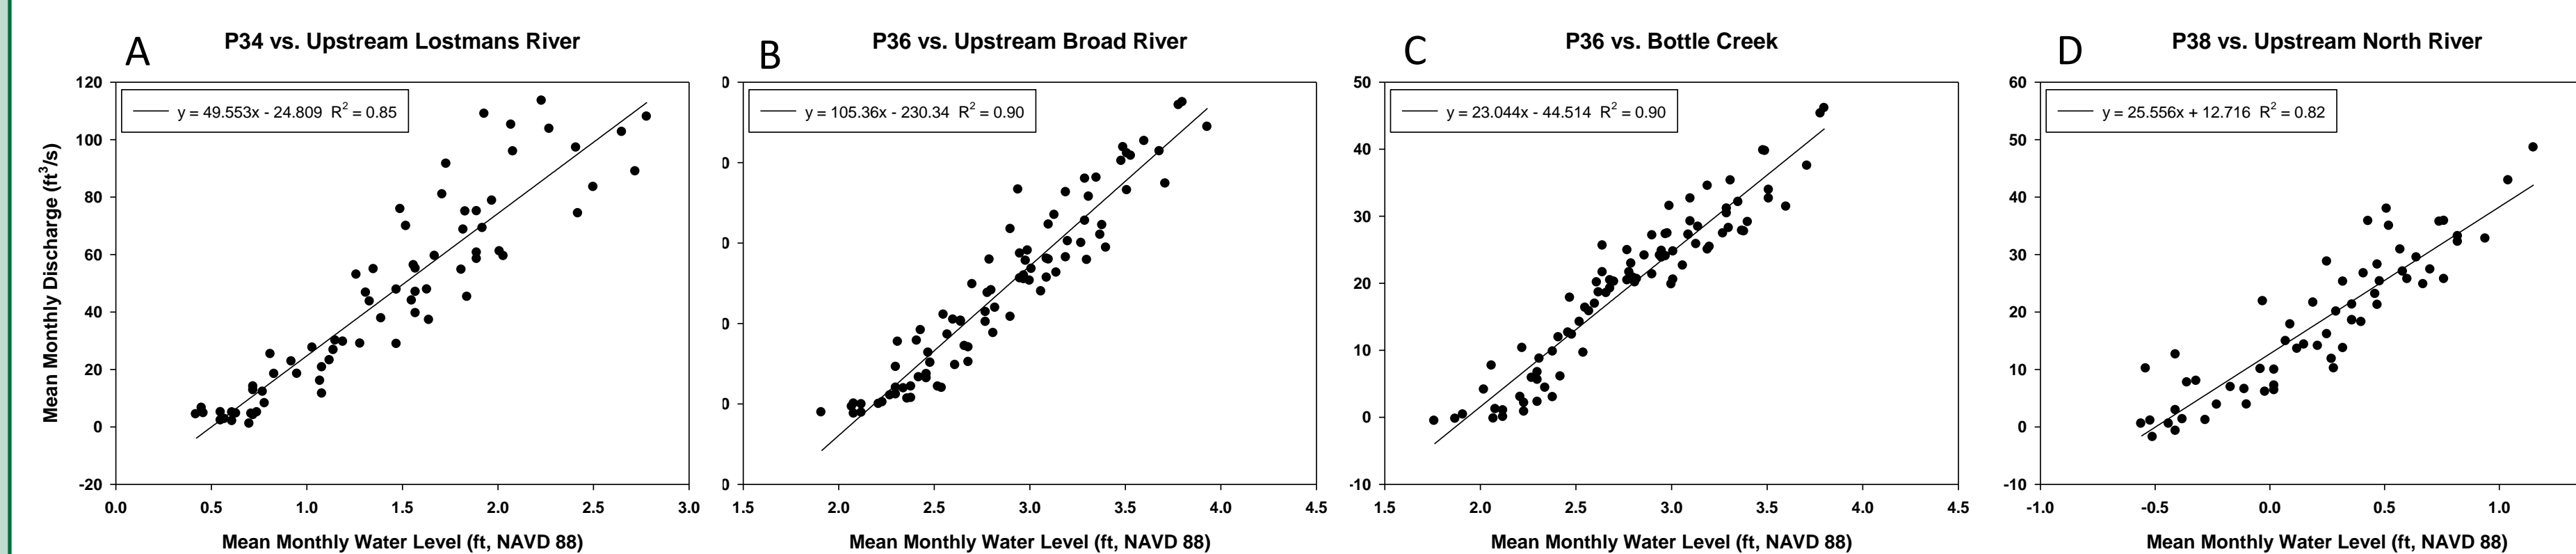 A
P34 vs. Upstream Lostmans River
y = 49.553x - 24.809 R² = 0.85
Mean Monthly Discharge (ft³/s)
120
100
80
60
40
20
0
-20
0.0 0.5 1.0 1.5 2.0 2.5 3.0
Mean Monthly Water Level (ft, NAVD 88)
B
P36 vs. Upstream Broad River
y = 105.36x - 230.34 R² = 0.90
0
0
0
0
0
0
1.5 2.0 2.5 3.0 3.5 4.0 4.5
Mean Monthly Water Level (ft, NAVD 88)
C
P36 vs. Bottle Creek
y = 23.044x - 44.514 R² = 0.90
50
40
30
20
10
0
-10
1.5 2.0 2.5 3.0 3.5 4.0 4.5
Mean Monthly Water Level (ft, NAVD 88)
D
P38 vs. Upstream North River
y = 25.556x + 12.716 R² = 0.82
60
50
40
30
20
10
0
-10
-1.0 -0.5 0.0 0.5 1.0
Mean Monthly Water Level (ft, NAVD 88)